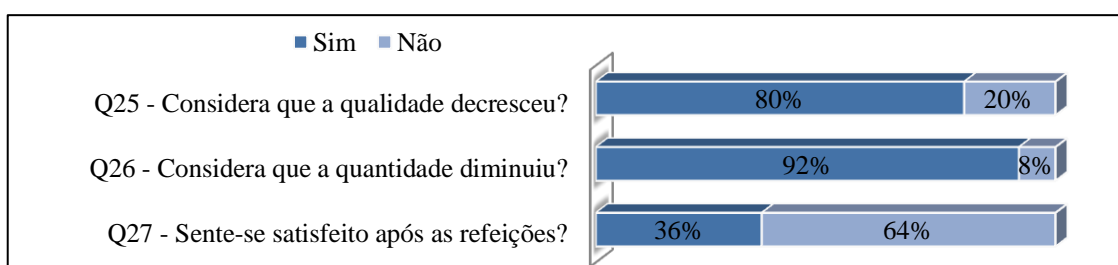 Sim Não
Q25 - Considera que a qualidade decresceu? 80% 20%
Q26 - Considera que a quantidade diminuiu? 92% 8%
Q27 - Sente-se satisfeito após as refeições? 36% 64%